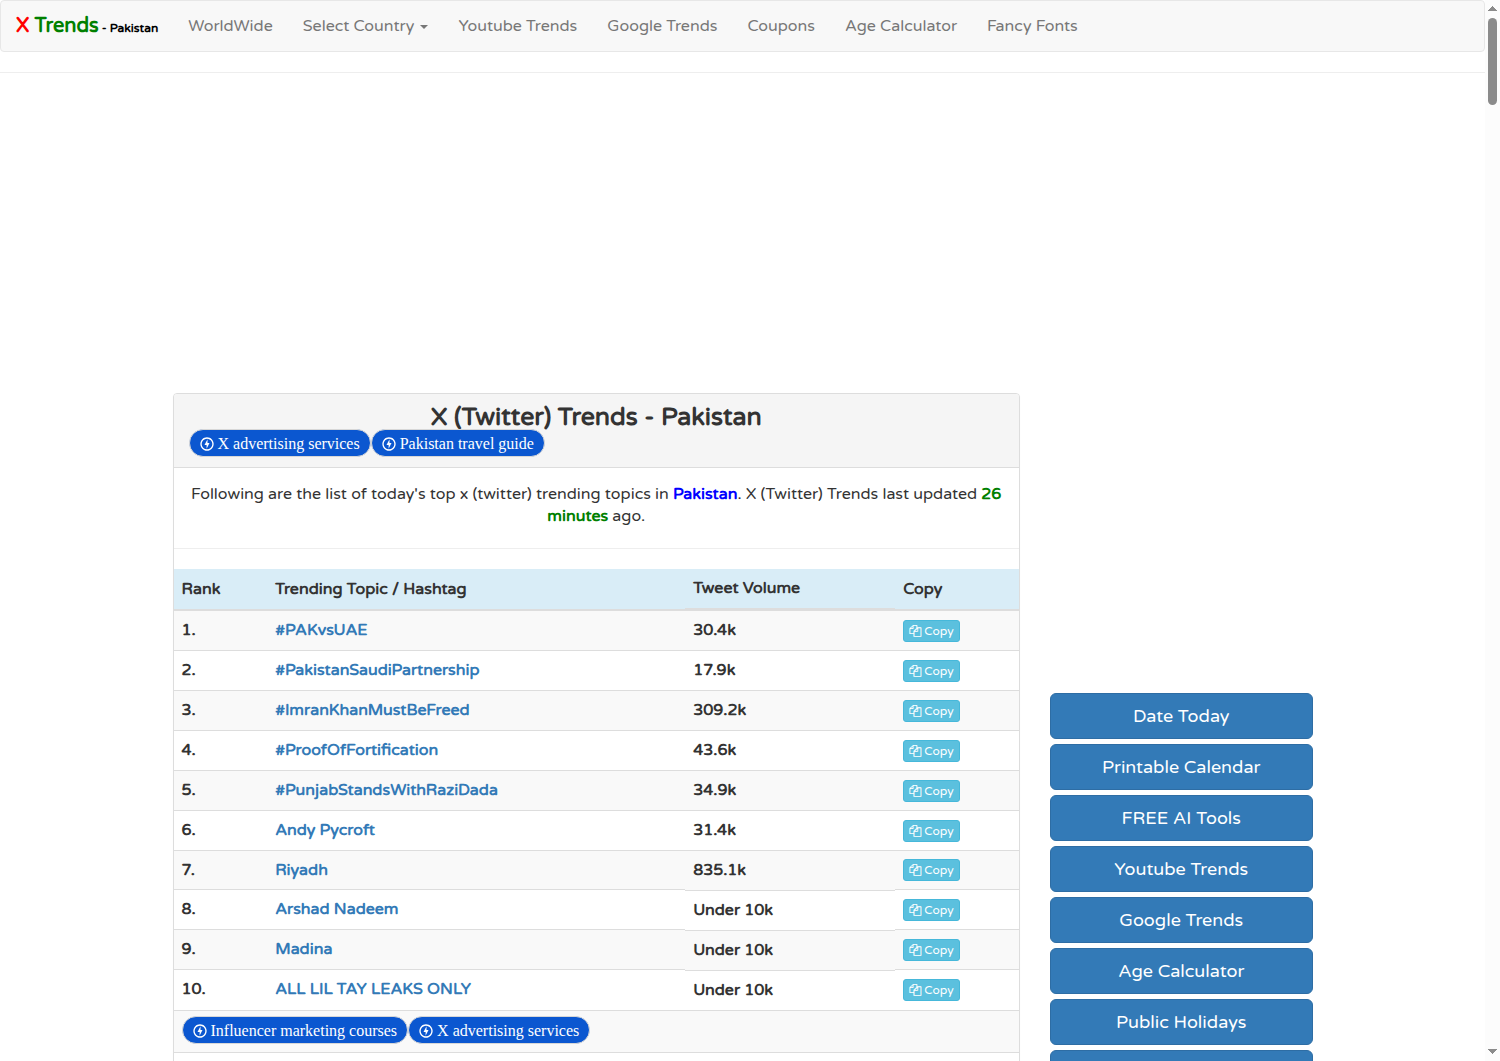 X Trends - Pakistan WorldWide Select Country Youtube Trends Google Trends Coupons Age Calculator Fancy Fonts
X (Twitter) Trends - Pakistan
X advertising services Pakistan travel guide
Following are the list of today's top x (twitter) trending topics in Pakistan. X (Twitter) Trends last updated 26
minutes ago.
Rank Trending Topic / Hashtag Tweet Volume Copy
1. #PAKvsUAE 30.4k Copy
2. #PakistanSaudiPartnership 17.9k Copy
3. #ImranKhanMustBeFreed 309.2k Copy
4. #ProofOfFortification 43.6k Copy
5. #PunjabStandsWithRaziDada 34.9k Copy
6. Andy Pycroft 31.4k Copy
7. Riyadh 835.1k Copy
8. Arshad Nadeem Under 10k Copy
9. Madina Under 10k Copy
10. ALL LIL TAY LEAKS ONLY Under 10k Copy
Influencer marketing courses X advertising services
Date Today
Printable Calendar
FREE AI Tools
Youtube Trends
Google Trends
Age Calculator
Public Holidays